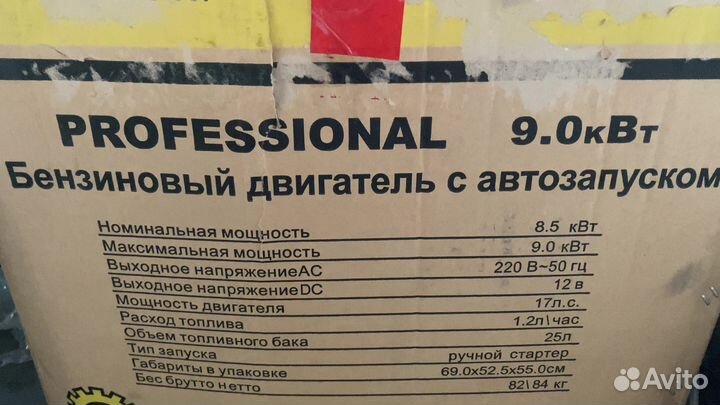 PROFESSIONAL 9.0кВт
Бензиновый двигатель с автозапуском
Номинальная мощность 8.5 кВт
Максимальная мощность 9.0 кВт
Выходное напряжениеAC 220 В~50 гц
Выходное напряжениеDC 12 в
Мощность двигателя 17л.с.
Расход топлива 1.2л\час
Объем топливного бака 25л
Тип запуска ручной стартер
Габариты в упаковке 69.0x52.5x55.0см
Бес брутто нетто 82\84 кг
Avito